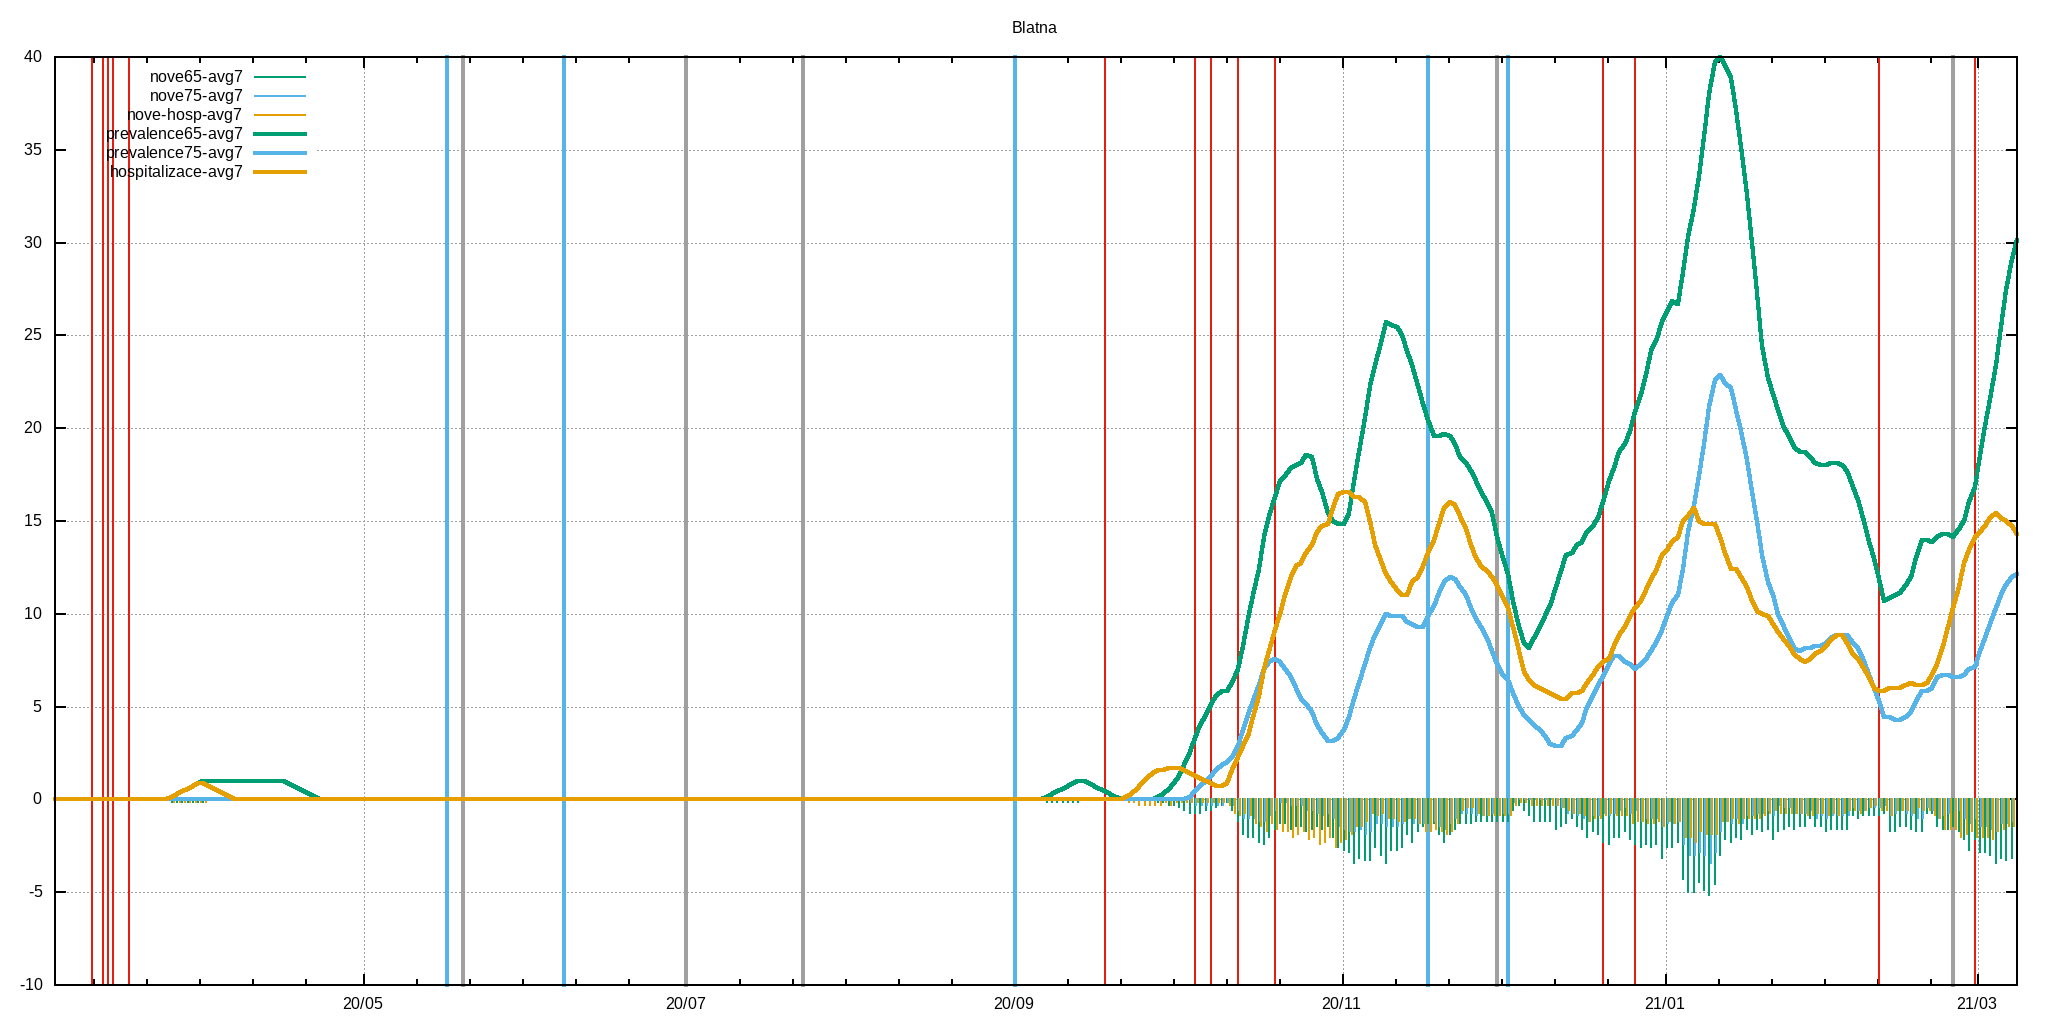 Blatna
40
35
30
25
20
15
10
5
0
-5
-10
nove65-avg7
nove75-avg7
nove-hosp-avg7
prevalence65-avg7
prevalence75-avg7
hospitalizace-avg7
20/05 20/07 20/09 20/11 21/01 21/03